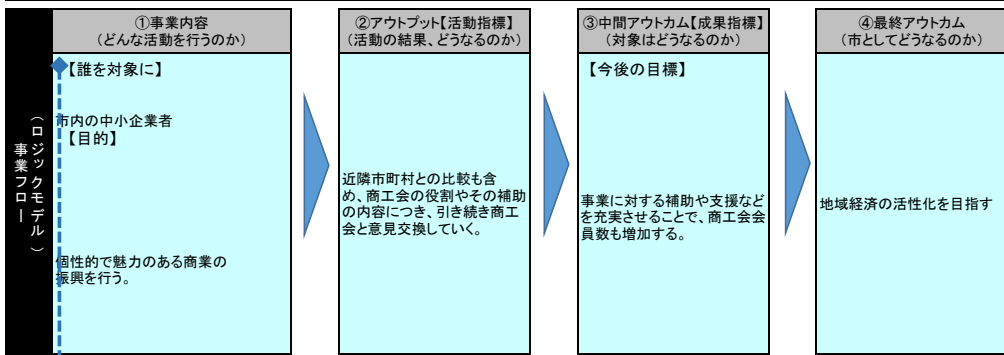 事業フロー
（ロジックモデル）
①事業内容
（どんな活動を行うのか）
【誰を対象に】
市内の中小企業者
【目的】
個性的で魅力のある商業の
振興を行う。
②アウトプット【活動指標】
（活動の結果、どうなるのか）
近隣市町村との比較も含
め、商工会の役割やその補助
の内容につき、引き続き商工
会と意見交換していく。
③中間アウトカム【成果指標】
（対象はどうなるのか）
【今後の目標】
事業に対する補助や支援など
を充実させることで、商工会会
員数も増加する。
④最終アウトカム
（市としてどうなるのか）
地域経済の活性化を目指す